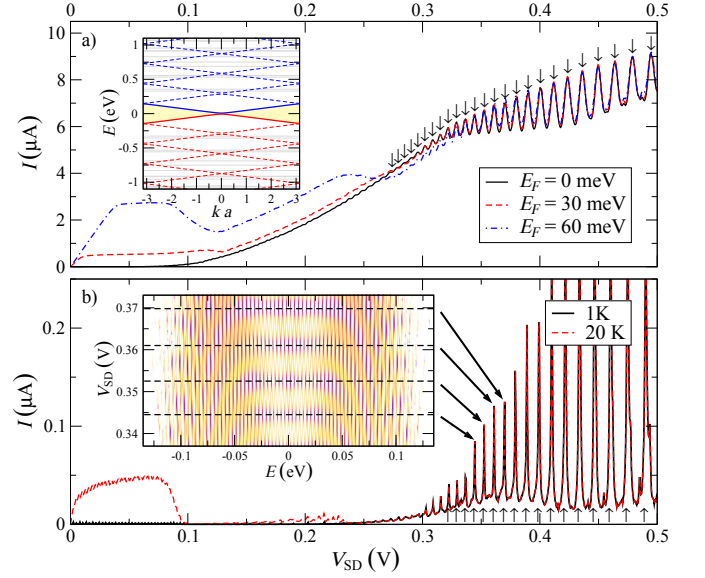 0 0.1 0.2 0.3 0.4 0.5
a)
I (µA)
10
8
6
4
2
0
E (eV)
1
0.5
0
-0.5
-1
-3 -2 -1 0 1 2 3
k a
E_F = 0 meV
E_F = 30 meV
E_F = 60 meV
b)
I (µA)
0.2
0.1
0
V_SD (V)
0.37
0.36
0.35
0.34
-0.1 -0.05 0 0.05 0.1
E (eV)
1K
20 K
0 0.1 0.2 0.3 0.4 0.5
V_SD (V)